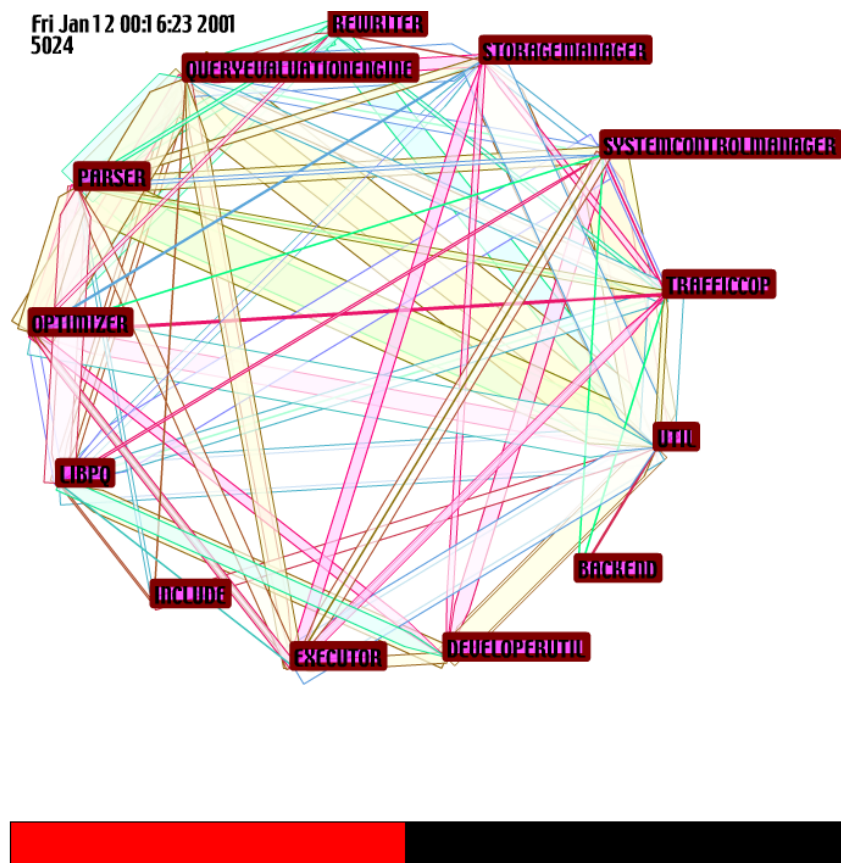 Fri Jan 12 00:16:23 2001
5024
REWRITER
STORAGEMANAGER
QUERYEVALUATIONENGINE
SYSTEMCONTROLMANAGER
PARSER
TRAFFICCOP
OPTIMIZER
UTIL
LIBPQ
BACKEND
INCLUDE
DEVELOPERUTIL
EXECUTOR